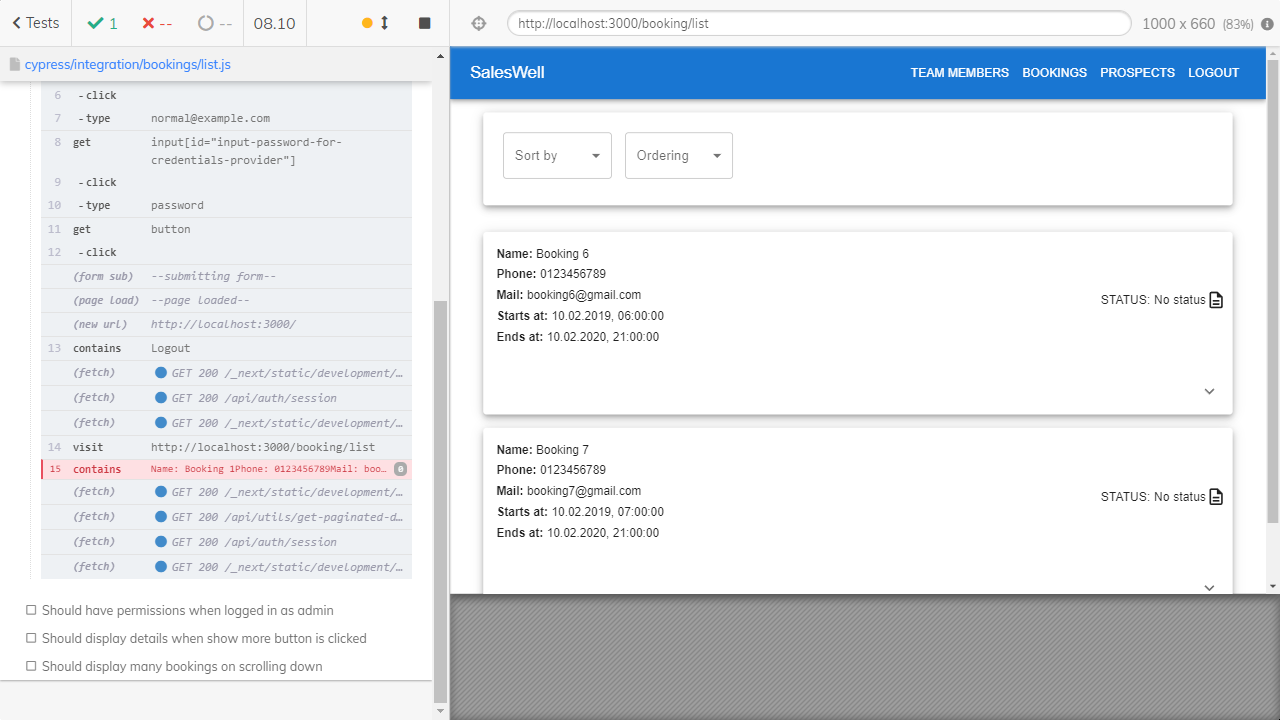 Tests 1 -- -- 08.10
cypress/integration/bookings/list.js
6 -click
7 -type normal@example.com
8 get input[id="input-password-for-
credentials-provider"]
9 -click
10 -type password
11 get button
12 -click
(form sub) --submitting form--
(page load) --page loaded--
(new url) http://localhost:3000/
13 contains Logout
(fetch) GET 200 /_next/static/development/…
(fetch) GET 200 /api/auth/session
(fetch) GET 200 /_next/static/development/…
14 visit http://localhost:3000/booking/list
15 contains Name: Booking 1Phone: 0123456789Mail: boo… 0
(fetch) GET 200 /_next/static/development/…
(fetch) GET 200 /api/utils/get-paginated-d…
(fetch) GET 200 /api/auth/session
(fetch) GET 200 /_next/static/development/…
Should have permissions when logged in as admin
Should display details when show more button is clicked
Should display many bookings on scrolling down
http://localhost:3000/booking/list 1000 x 660 (83%)
SalesWell TEAM MEMBERS BOOKINGS PROSPECTS LOGOUT
Sort by Ordering
Name: Booking 6
Phone: 0123456789
Mail: booking6@gmail.com
STATUS: No status
Starts at: 10.02.2019, 06:00:00
Ends at: 10.02.2020, 21:00:00
Name: Booking 7
Phone: 0123456789
Mail: booking7@gmail.com
STATUS: No status
Starts at: 10.02.2019, 07:00:00
Ends at: 10.02.2020, 21:00:00